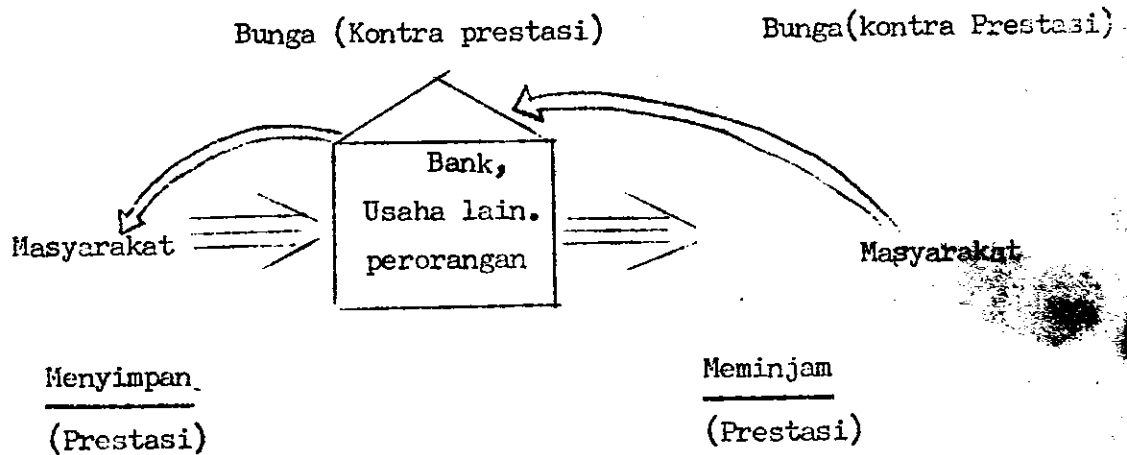 Bunga (Kontra prestasi)
Bunga(kontra Prestasi)
Bank,
Usaha lain.
perorangan
Masyarakat
Masyarakat
Menyimpan
(Prestasi)
Meminjam
(Prestasi)